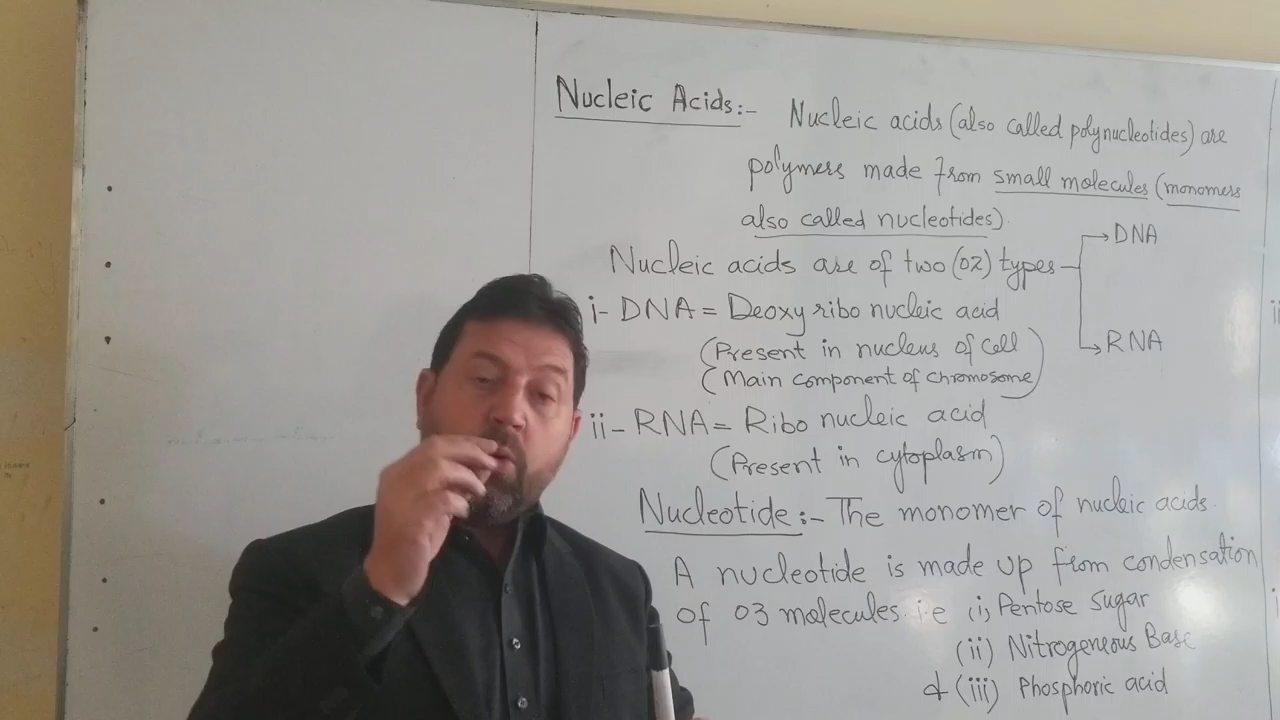 Nucleic Acids:- Nucleic acids (also called polynucleotides) are
polymers made from small molecules (monomers
also called nucleotides).
Nucleic acids are of two (02) types
DNA
RNA
i- DNA = Deoxy ribo nucleic acid
(Present in nucleus of cell)
(Main component of chromosome)
ii- RNA = Ribo nucleic acid
(Present in cytoplasm)
Nucleotide:- The monomer of nucleic acids.
A nucleotide is made up from condensation
of 03 molecules i.e (i) Pentose sugar
(ii) Nitrogeneous Base
& (iii) Phosphoric acid